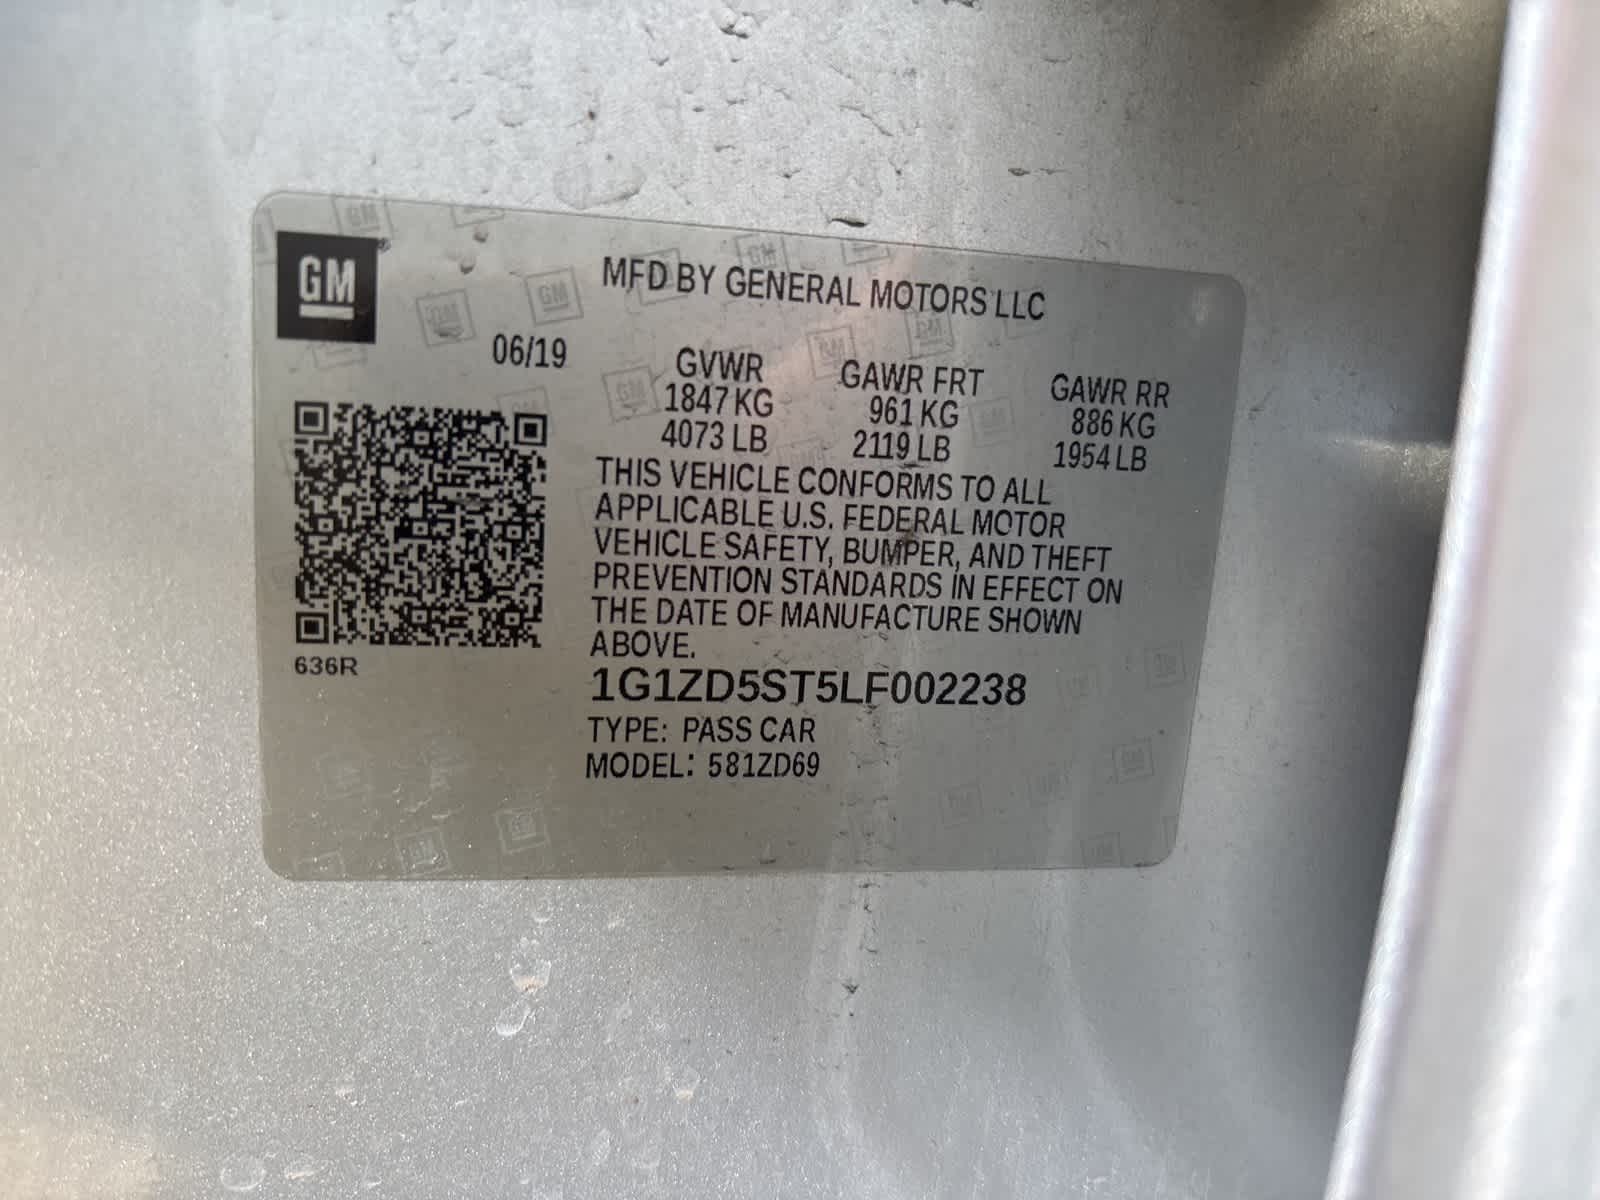 GM
MFD BY GENERAL MOTORS LLC
06/19
GVWR GAWR FRT GAWR RR
1847 KG 961 KG 886 KG
4073 LB 2119 LB 1954 LB
THIS VEHICLE CONFORMS TO ALL
APPLICABLE U.S. FEDERAL MOTOR
VEHICLE SAFETY, BUMPER, AND THEFT
PREVENTION STANDARDS IN EFFECT ON
THE DATE OF MANUFACTURE SHOWN
ABOVE.
636R
1G1ZD5ST5LF002238
TYPE: PASS CAR
MODEL: 581ZD69